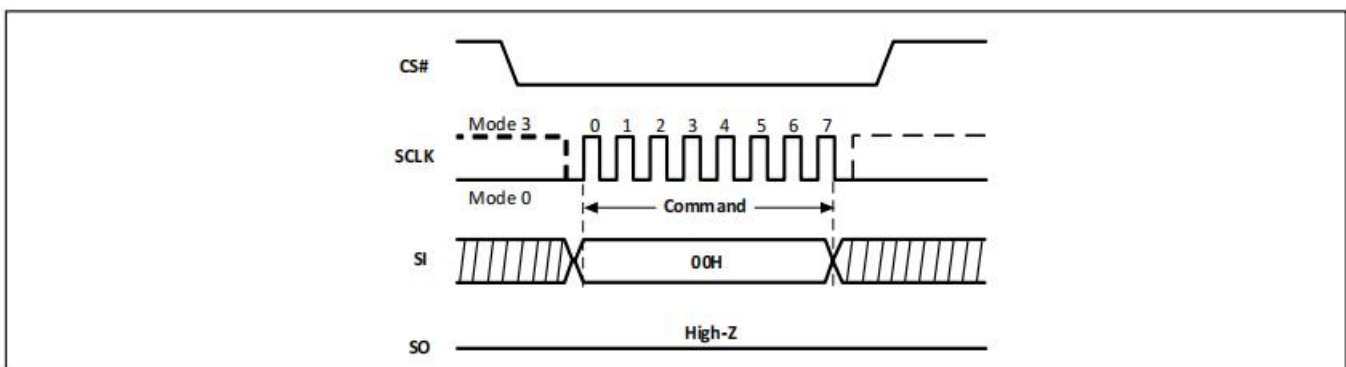 CS#
Mode 3 0 1 2 3 4 5 6 7
SCLK
Mode 0
Command
SI 00H
High-Z
SO